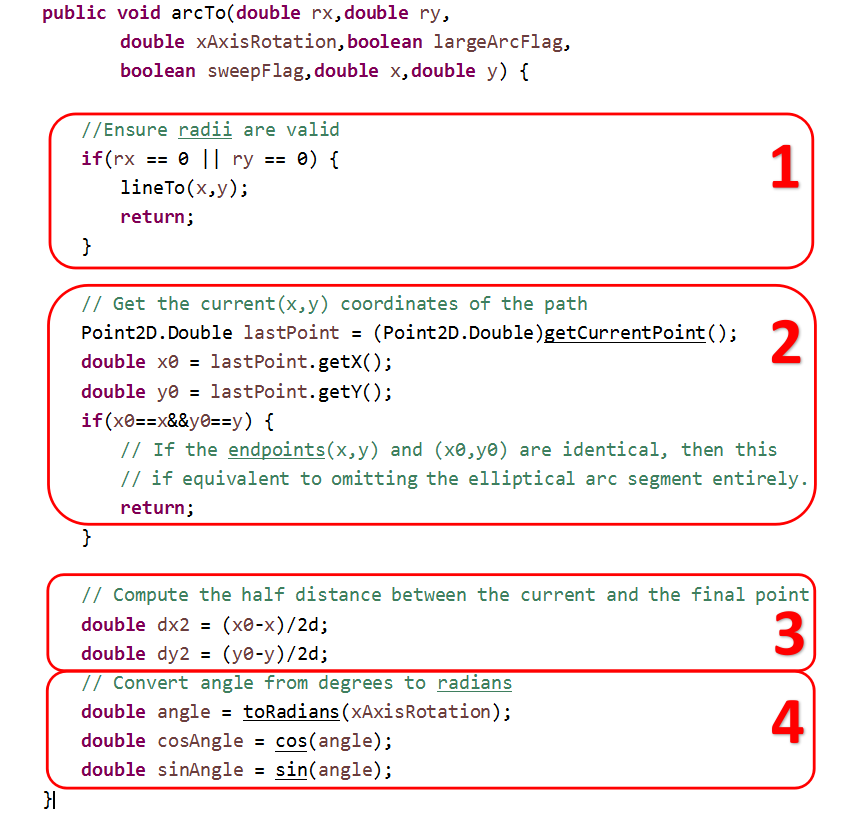 public void arcTo(double rx,double ry,
double xAxisRotation,boolean largeArcFlag,
boolean sweepFlag,double x,double y) {
//Ensure radii are valid
if(rx == 0 || ry == 0) {
lineTo(x,y);
return;
}
1
// Get the current(x,y) coordinates of the path
Point2D.Double lastPoint = (Point2D.Double)getCurrentPoint();
double x0 = lastPoint.getX();
double y0 = lastPoint.getY();
if(x0==x&&y0==y) {
// If the endpoints(x,y) and (x0,y0) are identical, then this
// if equivalent to omitting the elliptical arc segment entirely.
return;
}
2
// Compute the half distance between the current and the final point
double dx2 = (x0-x)/2d;
double dy2 = (y0-y)/2d;
3
// Convert angle from degrees to radians
double angle = toRadians(xAxisRotation);
double cosAngle = cos(angle);
double sinAngle = sin(angle);
4
}